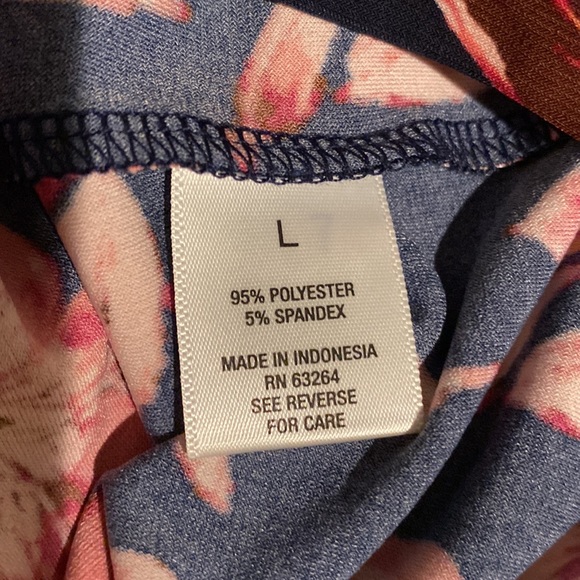 L
95% POLYESTER
5% SPANDEX
MADE IN INDONESIA
RN 63264
SEE REVERSE
FOR CARE